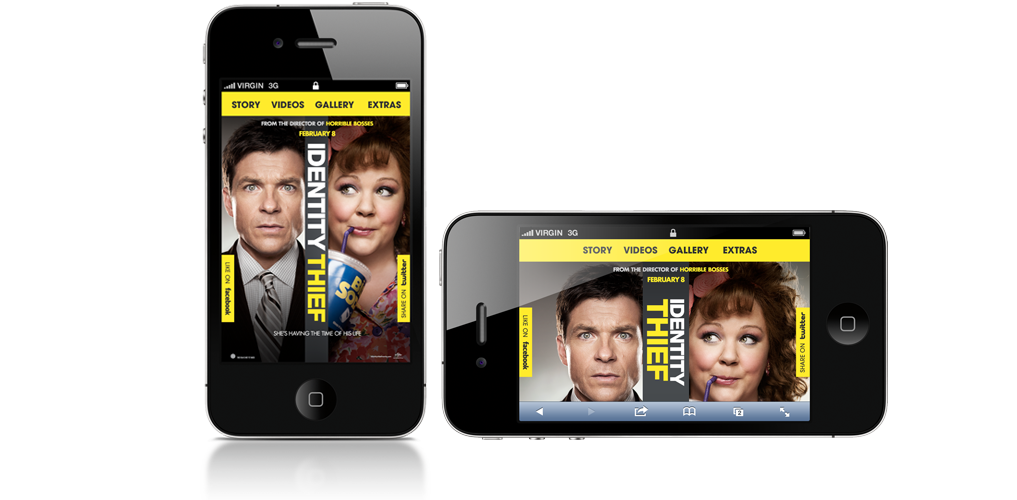 VIRGIN 3G
STORY VIDEOS GALLERY EXTRAS
FROM THE DIRECTOR OF HORRIBLE BOSSES
FEBRUARY 8
IDENTITY THIEF
LIKE ON facebook
SHARE ON twitter
SHE'S HAVING THE TIME OF HIS LIFE
VIRGIN 3G
STORY VIDEOS GALLERY EXTRAS
FROM THE DIRECTOR OF HORRIBLE BOSSES
FEBRUARY 8
IDENTITY
THIEF
LIKE ON facebook
SHARE ON twitter
2